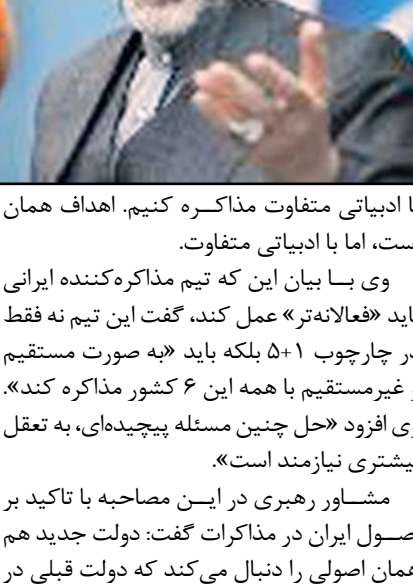 ادبیاتی متفاوت مذاکره کنیم. اهداف همان
است، اما با ادبیاتی متفاوت.
وی با بیان این که تیم مذاکره‌کننده ایرانی
باید «فعالانه‌تر» عمل کند، گفت این تیم نه فقط
در چارچوب ۱+۵ بلکه باید «به صورت مستقیم
و غیرمستقیم با همه این ۶ کشور مذاکره کند».
وی افزود «حل چنین مسئله پیچیده‌ای، به تعقل
بیشتری نیازمند است».
مشاور رهبری در این مصاحبه با تاکید بر
اصول ایران در مذاکرات گفت: دولت جدید هم
همان اصولی را دنبال می‌کند که دولت قبلی در